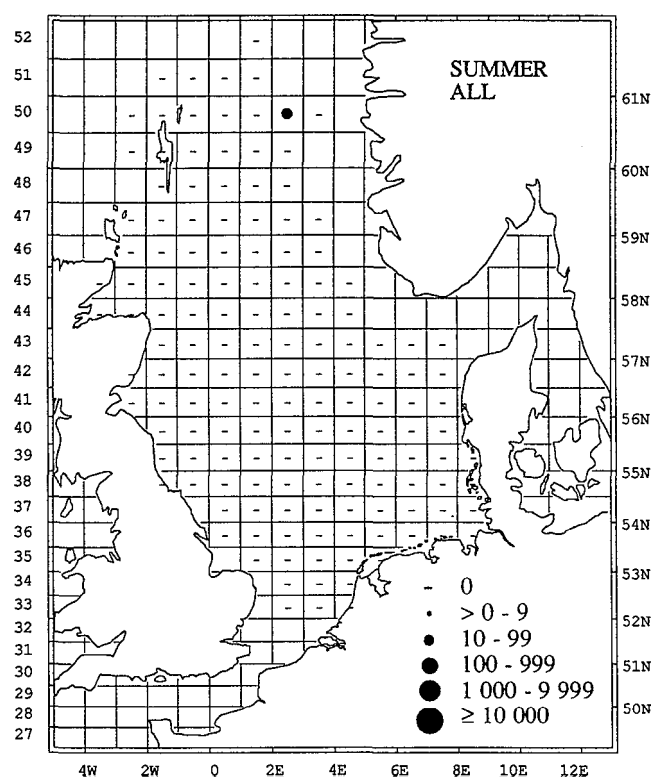 SUMMER
ALL
52
51
50
49
48
47
46
45
44
43
42
41
40
39
38
37
36
35
34
33
32
31
30
29
28
27
61N
60N
59N
58N
57N
56N
55N
54N
53N
52N
51N
50N
– 0
> 0 - 9
10 - 99
100 - 999
1 000 - 9 999
≥ 10 000
4W 2W 0 2E 4E 6E 8E 10E 12E